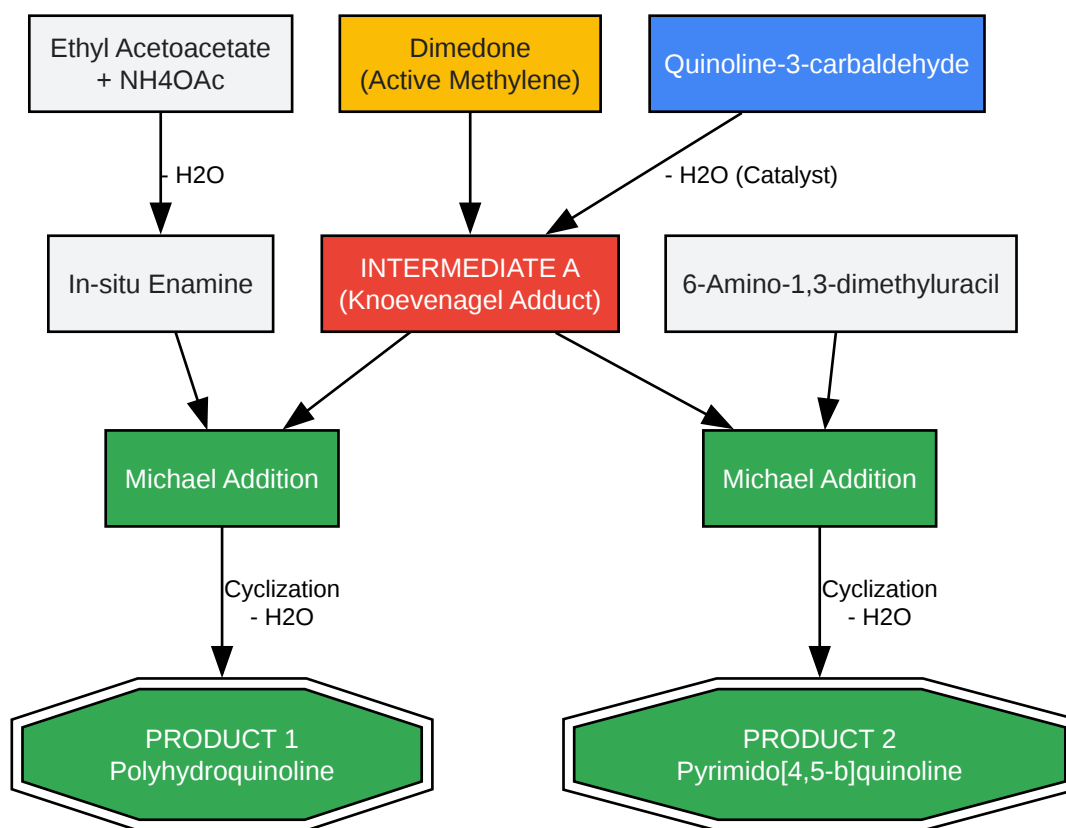 Ethyl Acetoacetate
+ NH4OAc
Dimedone
(Active Methylene)
Quinoline-3-carbaldehyde
- H2O
- H2O (Catalyst)
In-situ Enamine
INTERMEDIATE A
(Knoevenagel Adduct)
6-Amino-1,3-dimethyluracil
Michael Addition
Michael Addition
Cyclization
- H2O
Cyclization
- H2O
PRODUCT 1
Polyhydroquinoline
PRODUCT 2
Pyrimido[4,5-b]quinoline